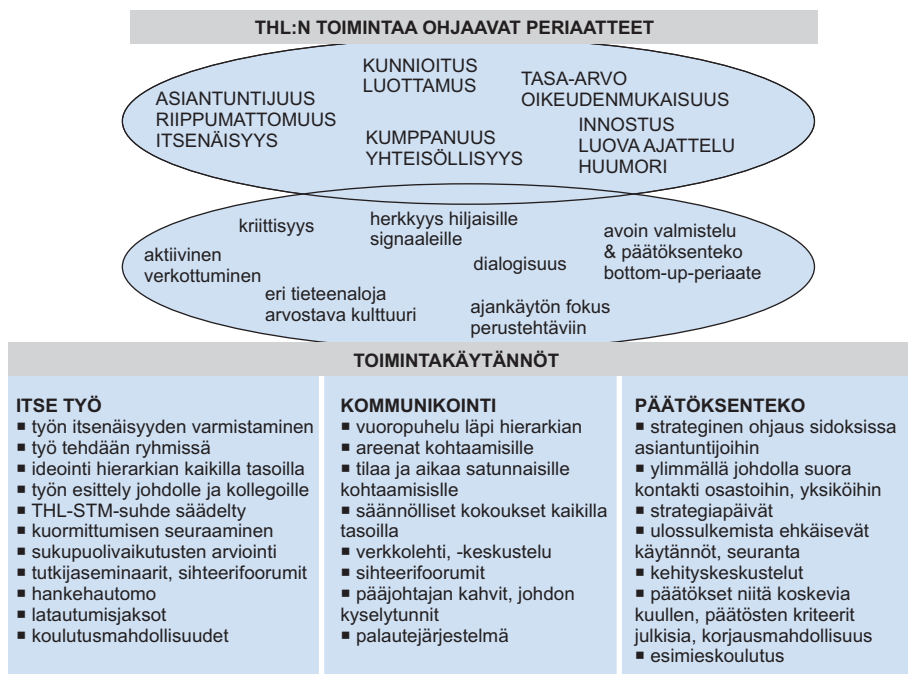 THL:N TOIMINTAA OHJAAVAT PERIAATTEET
ASIANTUNTIJUUS
RIIPPUMATTOMUUS
ITSENÄISYYS
KUNNIOITUS
LUOTTAMUS
KUMPPANUUS
YHTEISÖLLISYYS
TASA-ARVO
OIKEUDENMUKAISUUS
INNOSTUS
LUOVA AJATTELU
HUUMORI
kriittisyys
aktiivinen
verkottuminen
eri tieteenaloja
arvostava kulttuuri
herkkyys hiljaisille
signaaleille
dialogisuus
ajankäytön fokus
perustehtäviin
avoin valmistelu
& päätöksenteko
bottom-up-periaate
TOIMINTAKÄYTÄNNÖT
ITSE TYÖ
▪ työn itsenäisyyden varmistaminen
▪ työ tehdään ryhmissä
▪ ideointi hierarkian kaikilla tasoilla
▪ työn esittely johdolle ja kollegoille
▪ THL-STM-suhde säädelty
▪ kuormittumisen seuraaminen
▪ sukupuolivaikutusten arviointi
▪ tutkijaseminaarit, sihteerifoorumit
▪ hankehautomo
▪ latautumisjaksot
▪ koulutusmahdollisuudet
KOMMUNIKOINTI
▪ vuoropuhelu läpi hierarkian
▪ areenat kohtaamisille
▪ tilaa ja aikaa satunnaisille
kohtaamisislle
▪ säännölliset kokoukset kaikilla
tasoilla
▪ verkkolehti, -keskustelu
▪ sihteerifoorumit
▪ pääjohtajan kahvit, johdon
kyselytunnit
▪ palautejärjestelmä
PÄÄTÖKSENTEKO
▪ strateginen ohjaus sidoksissa
asiantuntijoihin
▪ ylimmällä johdolla suora
kontakti osastoihin, yksiköihin
▪ strategiapäivät
▪ ulossulkemista ehkäisevät
käytännöt, seuranta
▪ kehityskeskustelut
▪ päätökset niitä koskevia
kuullen, päätösten kriteerit
julkisia, korjausmahdollisuus
▪ esimieskoulutus